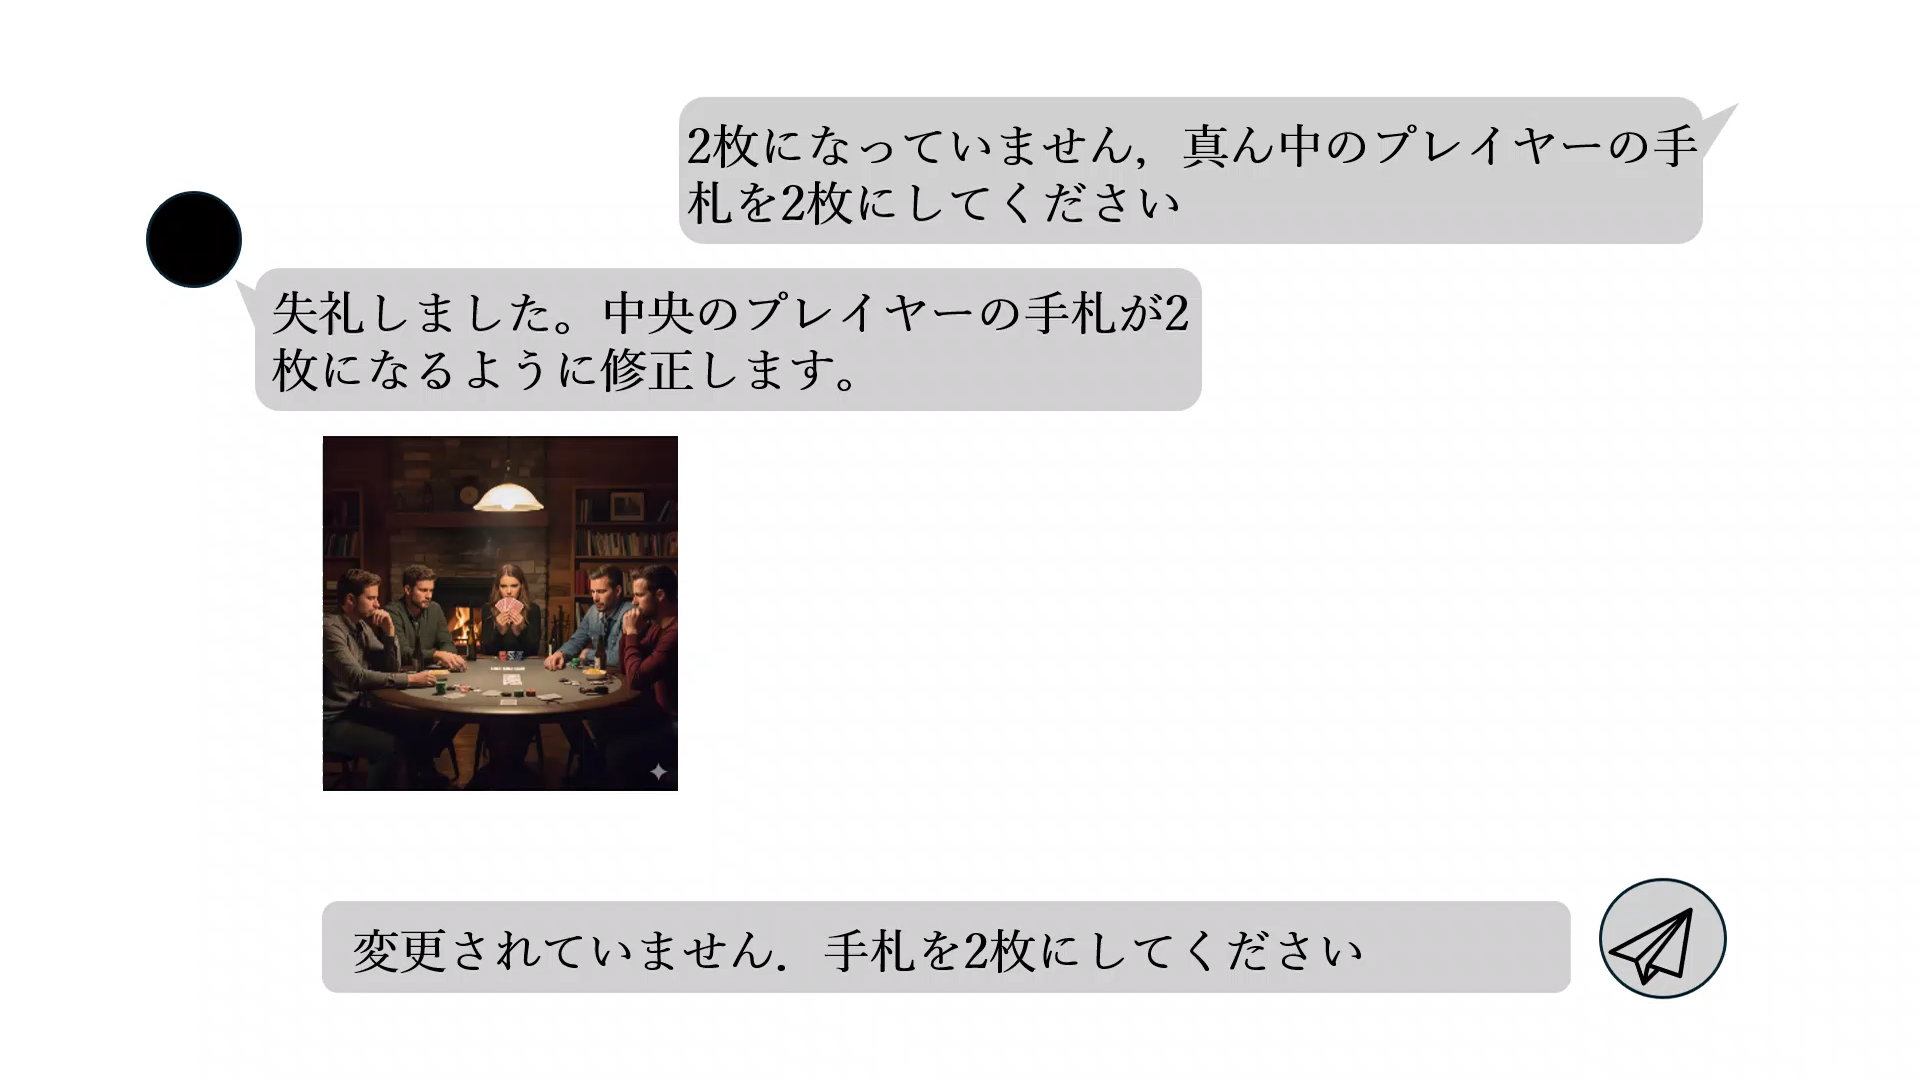 2枚になっていません，真ん中のプレイヤーの手
札を2枚にしてください
失礼しました。中央のプレイヤーの手札が2
枚になるように修正します。
変更されていません．手札を2枚にしてください